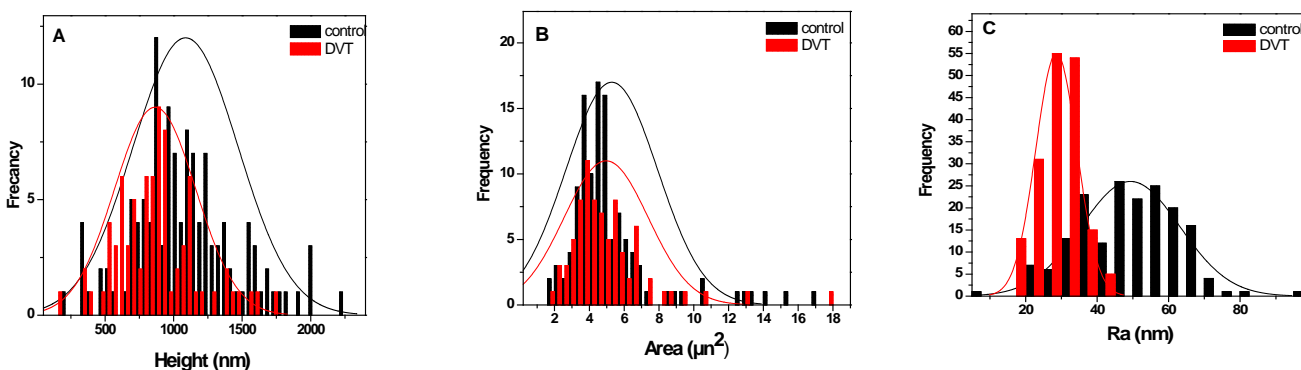 A
control
DVT
10
5
0
Frecancy
500
1000
1500
2000
Height (nm)
B
control
DVT
20
15
10
5
0
Frequency
2
4
6
8
10
12
14
16
18
Area (µn²)
C
control
DVT
60
55
50
45
40
35
30
25
20
15
10
5
0
Frequency
20
40
60
80
Ra (nm)